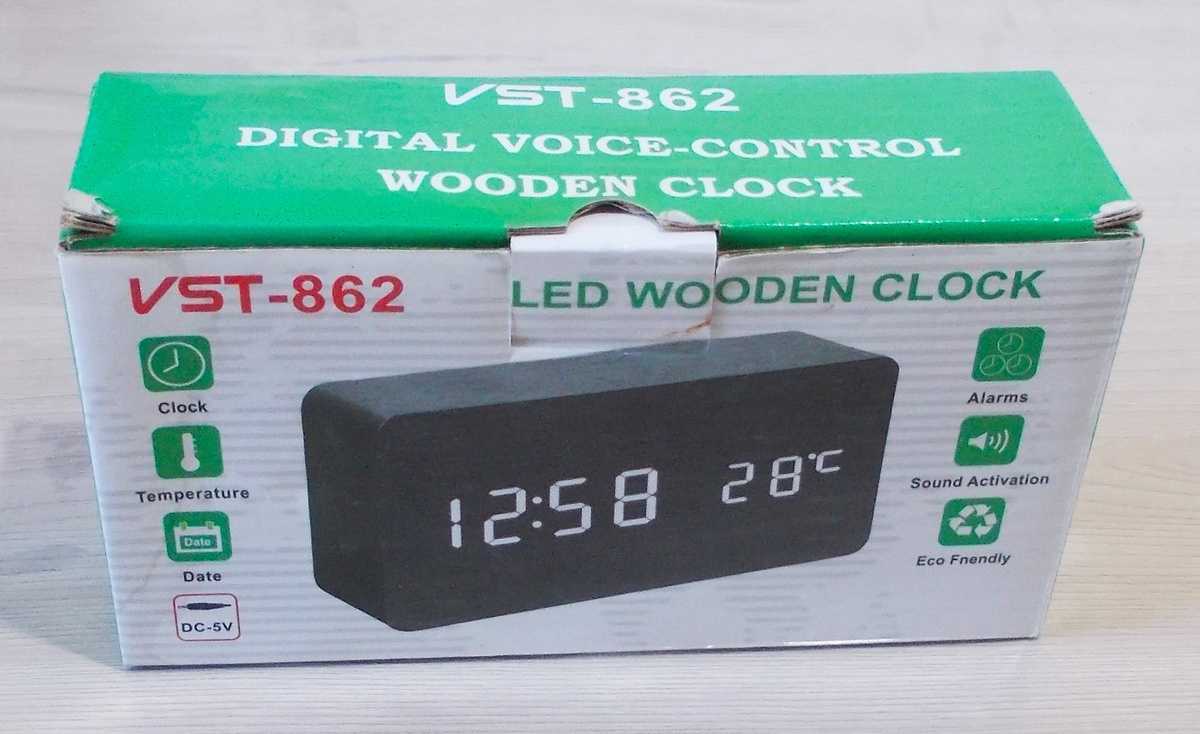 VST-862
DIGITAL VOICE-CONTROL
WOODEN CLOCK
VST-862
LED WOODEN CLOCK
Clock
Temperature
Date
Date
DC-5V
12:58
28°C
Alarms
Sound Activation
Eco Fnendly